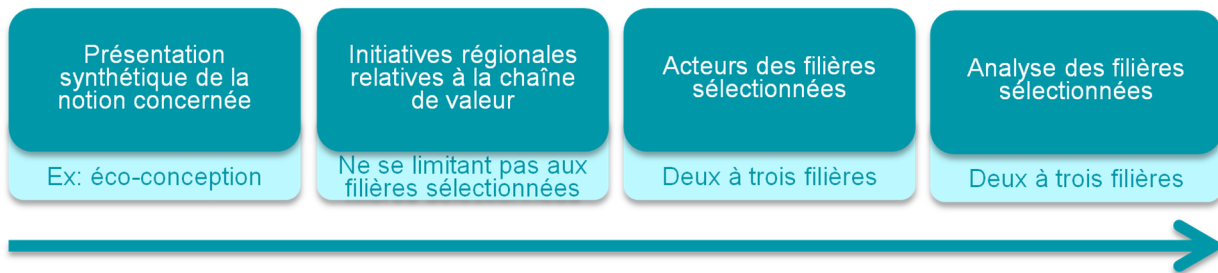 Présentation
synthétique de la
notion concernée
Ex: éco-conception
Initiatives régionales
relatives à la chaîne
de valeur
Ne se limitant pas aux
filières sélectionnées
Acteurs des filières
sélectionnées
Deux à trois filières
Analyse des filières
sélectionnées
Deux à trois filières